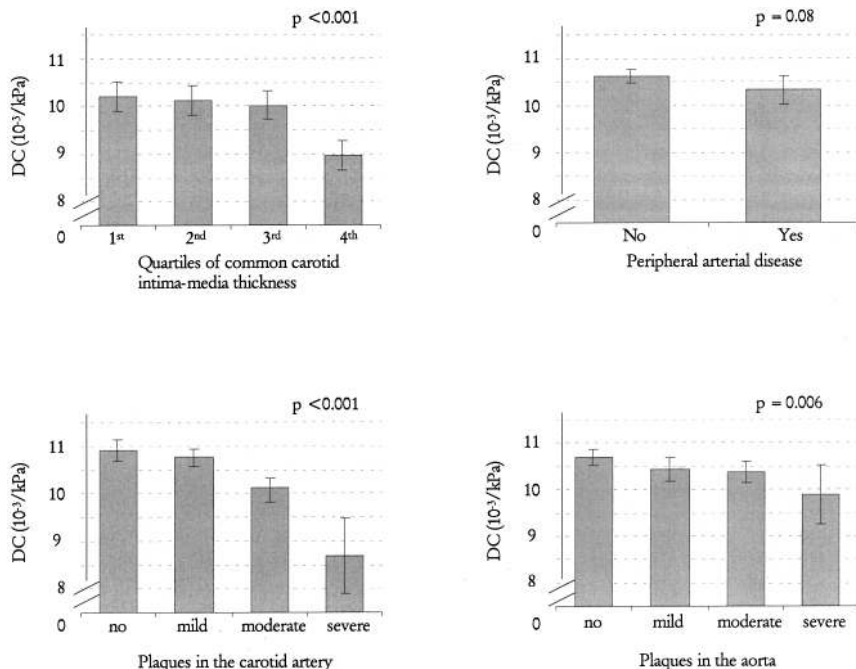 p <0.001
11
10
9
8
0
DC (10⁻³/kPa)
1st 2nd 3rd 4th
Quartiles of common carotid
intima-media thickness
p = 0.08
11
10
9
8
0
DC (10⁻³/kPa)
No Yes
Peripheral arterial disease
p <0.001
11
10
9
8
0
DC (10⁻³/kPa)
no mild moderate severe
Plaques in the carotid artery
p = 0.006
11
10
9
8
0
DC (10⁻³/kPa)
no mild moderate severe
Plaques in the aorta